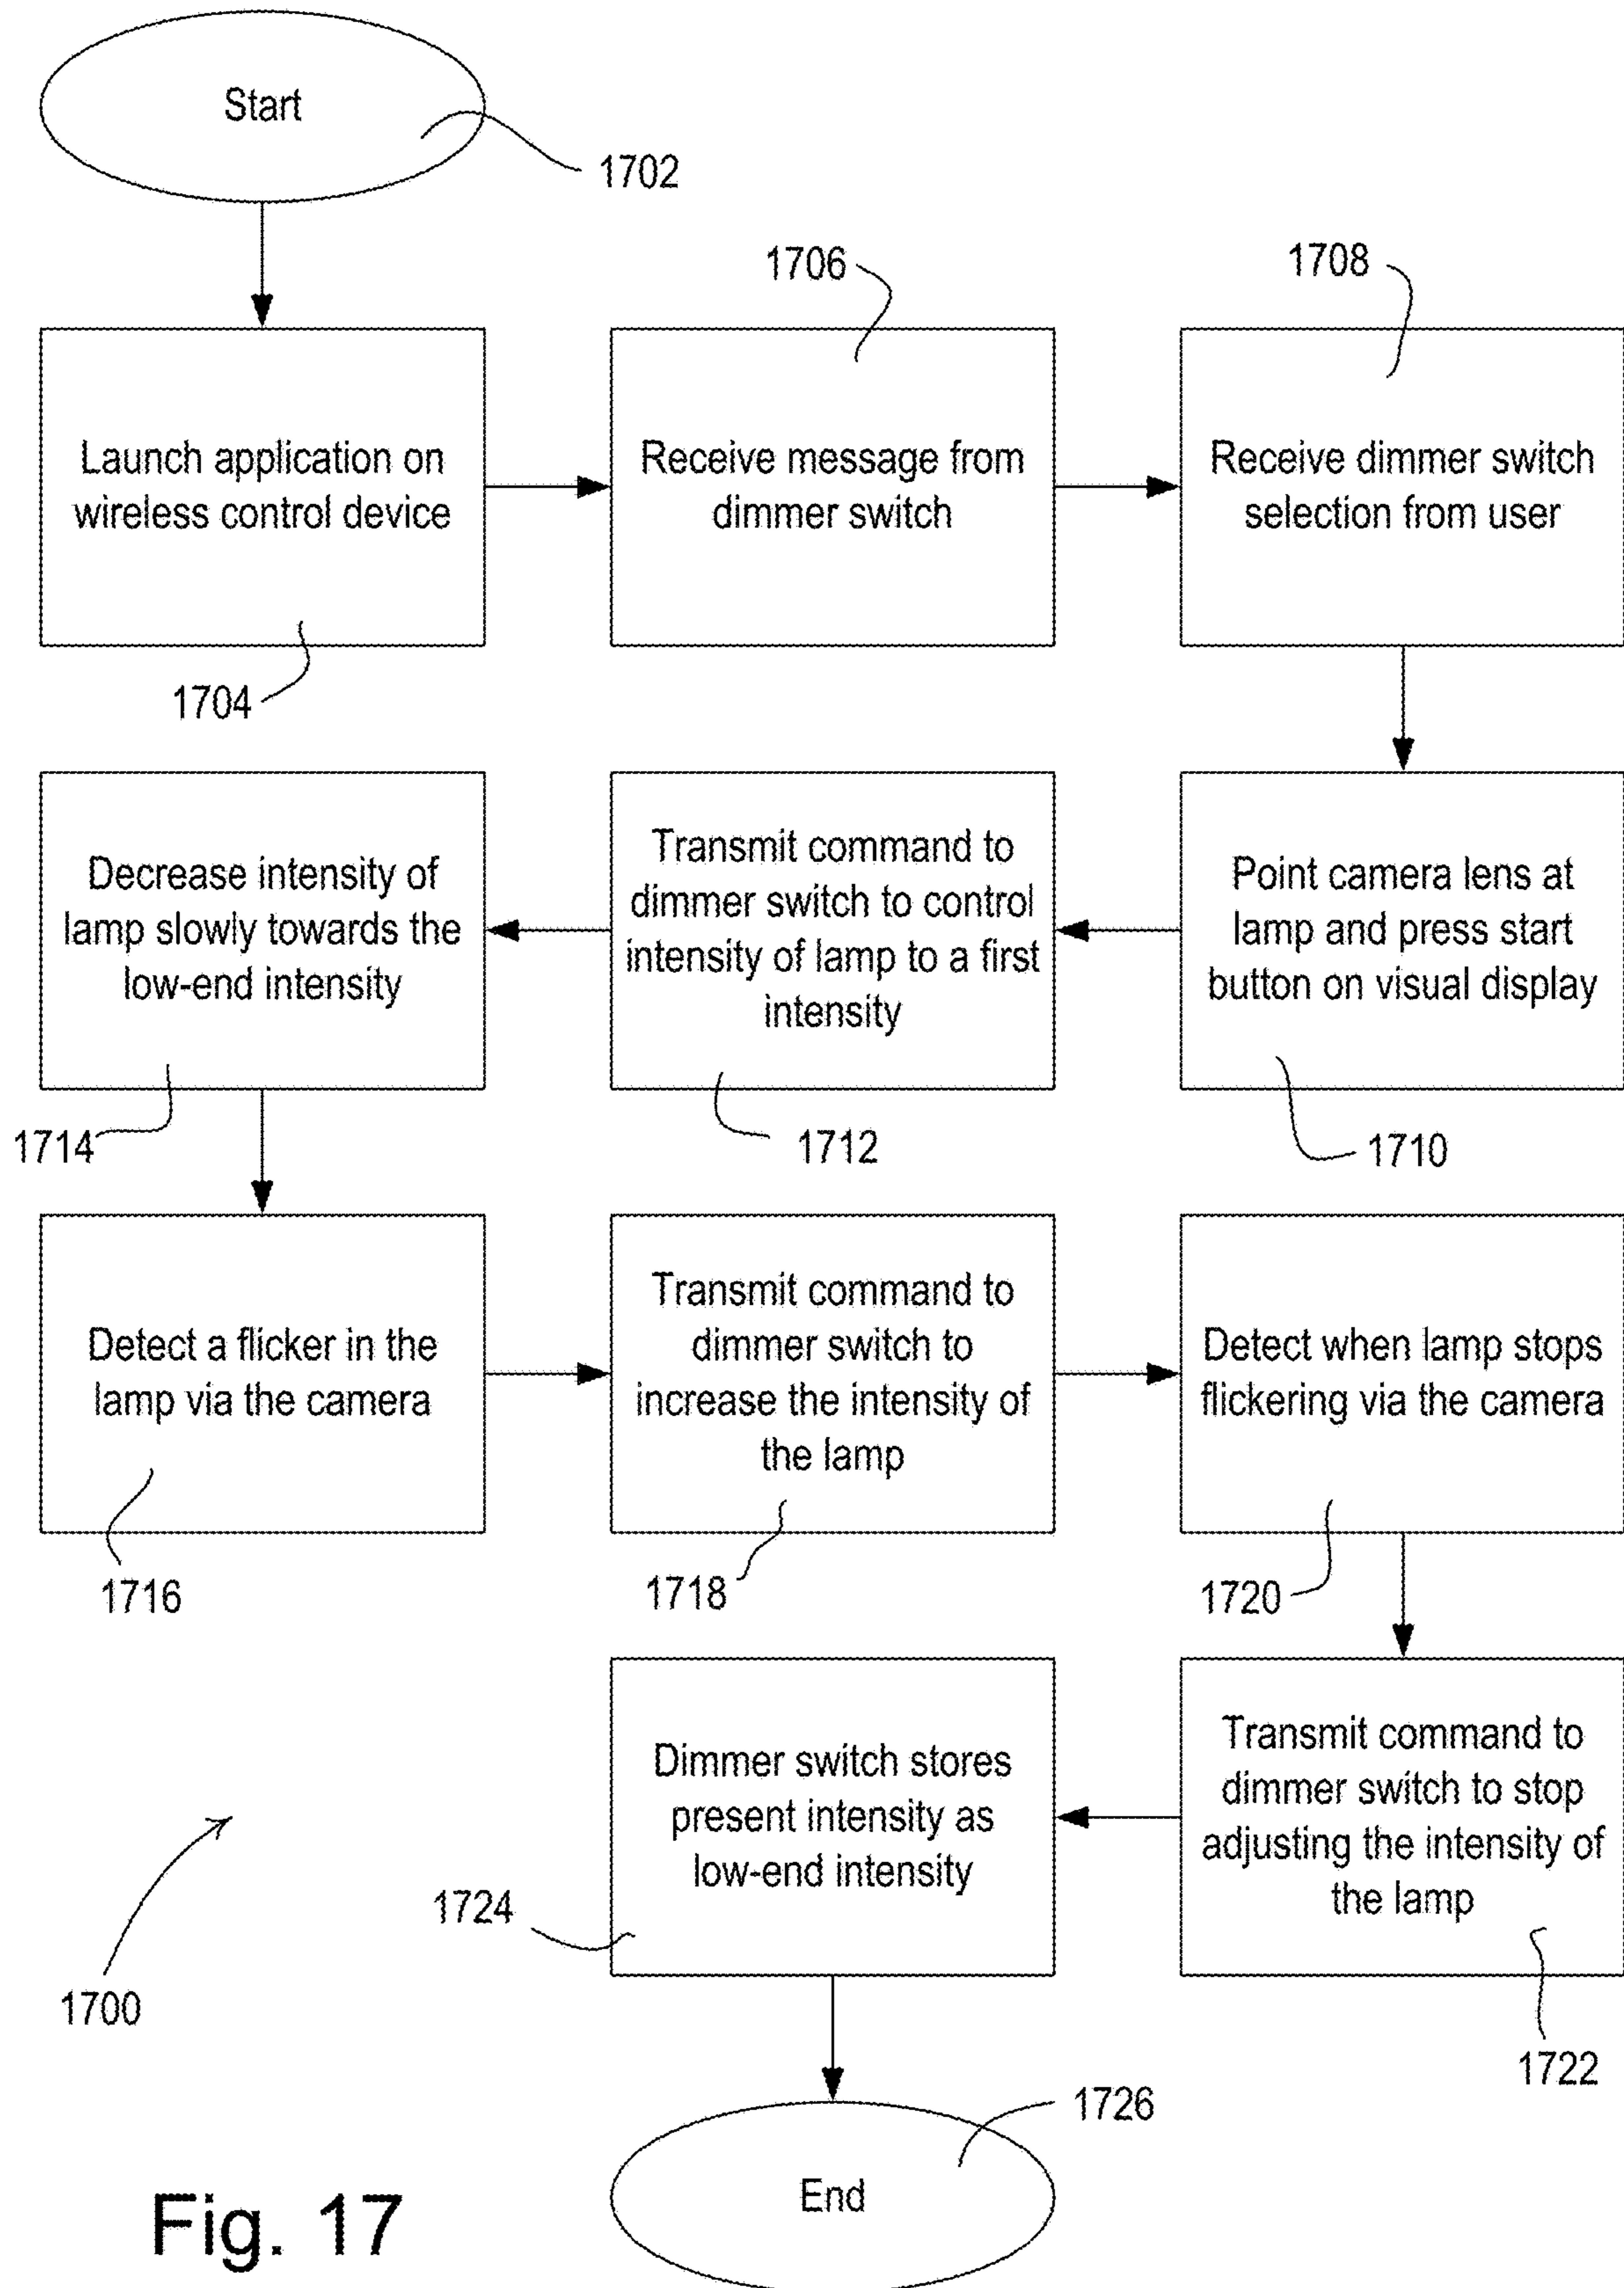 Start
1702
1706
1708
Launch application on
wireless control device
Receive message from
dimmer switch
Receive dimmer switch
selection from user
1704
Point camera lens at
lamp and press start
button on visual display
Transmit command to
dimmer switch to control
intensity of lamp to a first
intensity
Decrease intensity of
lamp slowly towards the
low-end intensity
1714
1712
1710
Detect a flicker in the
lamp via the camera
Transmit command to
dimmer switch to
increase the intensity of
the lamp
Detect when lamp stops
flickering via the camera
1716
1718
1720
Transmit command to
dimmer switch to stop
adjusting the intensity of
the lamp
Dimmer switch stores
present intensity as
low-end intensity
1724
1700
1722
1726
End
Fig. 17